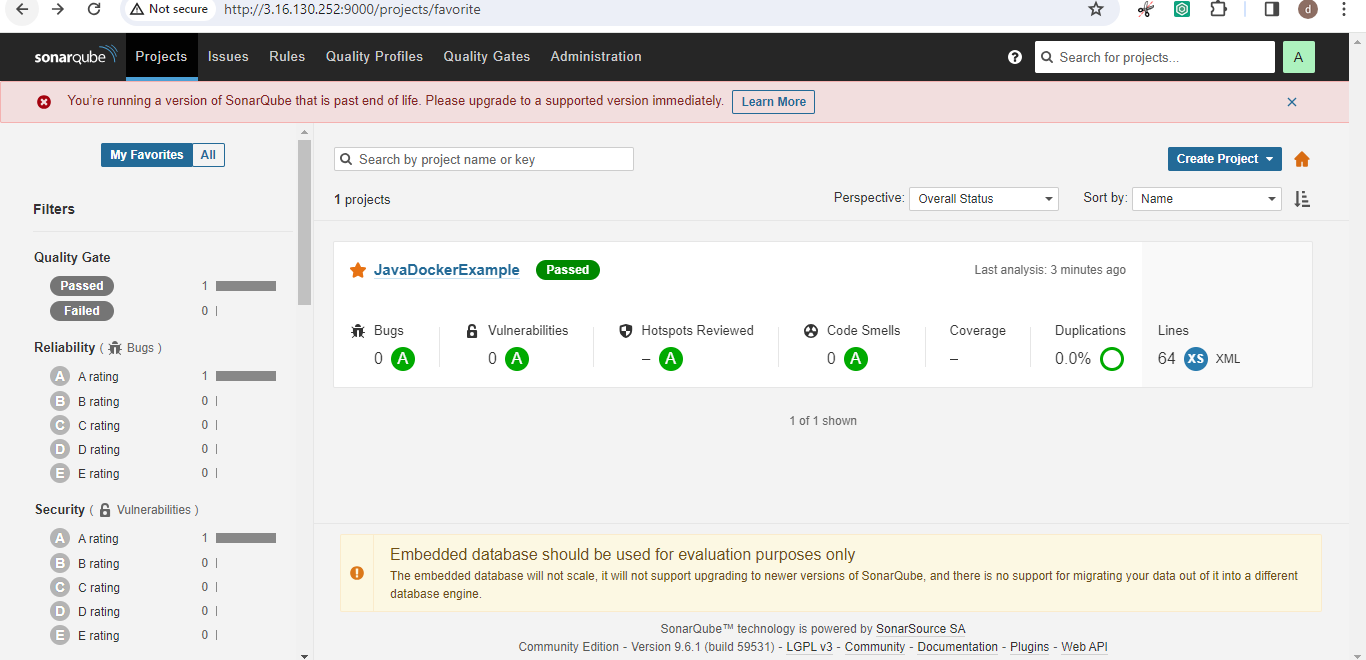 Not secure http://3.16.130.252:9000/projects/favorite d
sonarqube Projects Issues Rules Quality Profiles Quality Gates Administration ? Search for projects... A
You're running a version of SonarQube that is past end of life. Please upgrade to a supported version immediately. Learn More
My Favorites All
Search by project name or key Create Project
1 projects Perspective: Overall Status Sort by: Name
Filters
Quality Gate
Passed 1
Failed 0
Reliability ( Bugs )
A A rating 1
B B rating 0
C C rating 0
D D rating 0
E E rating 0
Security ( Vulnerabilities )
A A rating 1
B B rating 0
C C rating 0
D D rating 0
E E rating 0
JavaDockerExample Passed Last analysis: 3 minutes ago
Bugs Vulnerabilities Hotspots Reviewed Code Smells Coverage Duplications Lines
0 A 0 A – A 0 A – 0.0% 64 XS XML
1 of 1 shown
Embedded database should be used for evaluation purposes only
The embedded database will not scale, it will not support upgrading to newer versions of SonarQube, and there is no support for migrating your data out of it into a different
database engine.
SonarQube™ technology is powered by SonarSource SA
Community Edition - Version 9.6.1 (build 59531) - LGPL v3 - Community - Documentation - Plugins - Web API